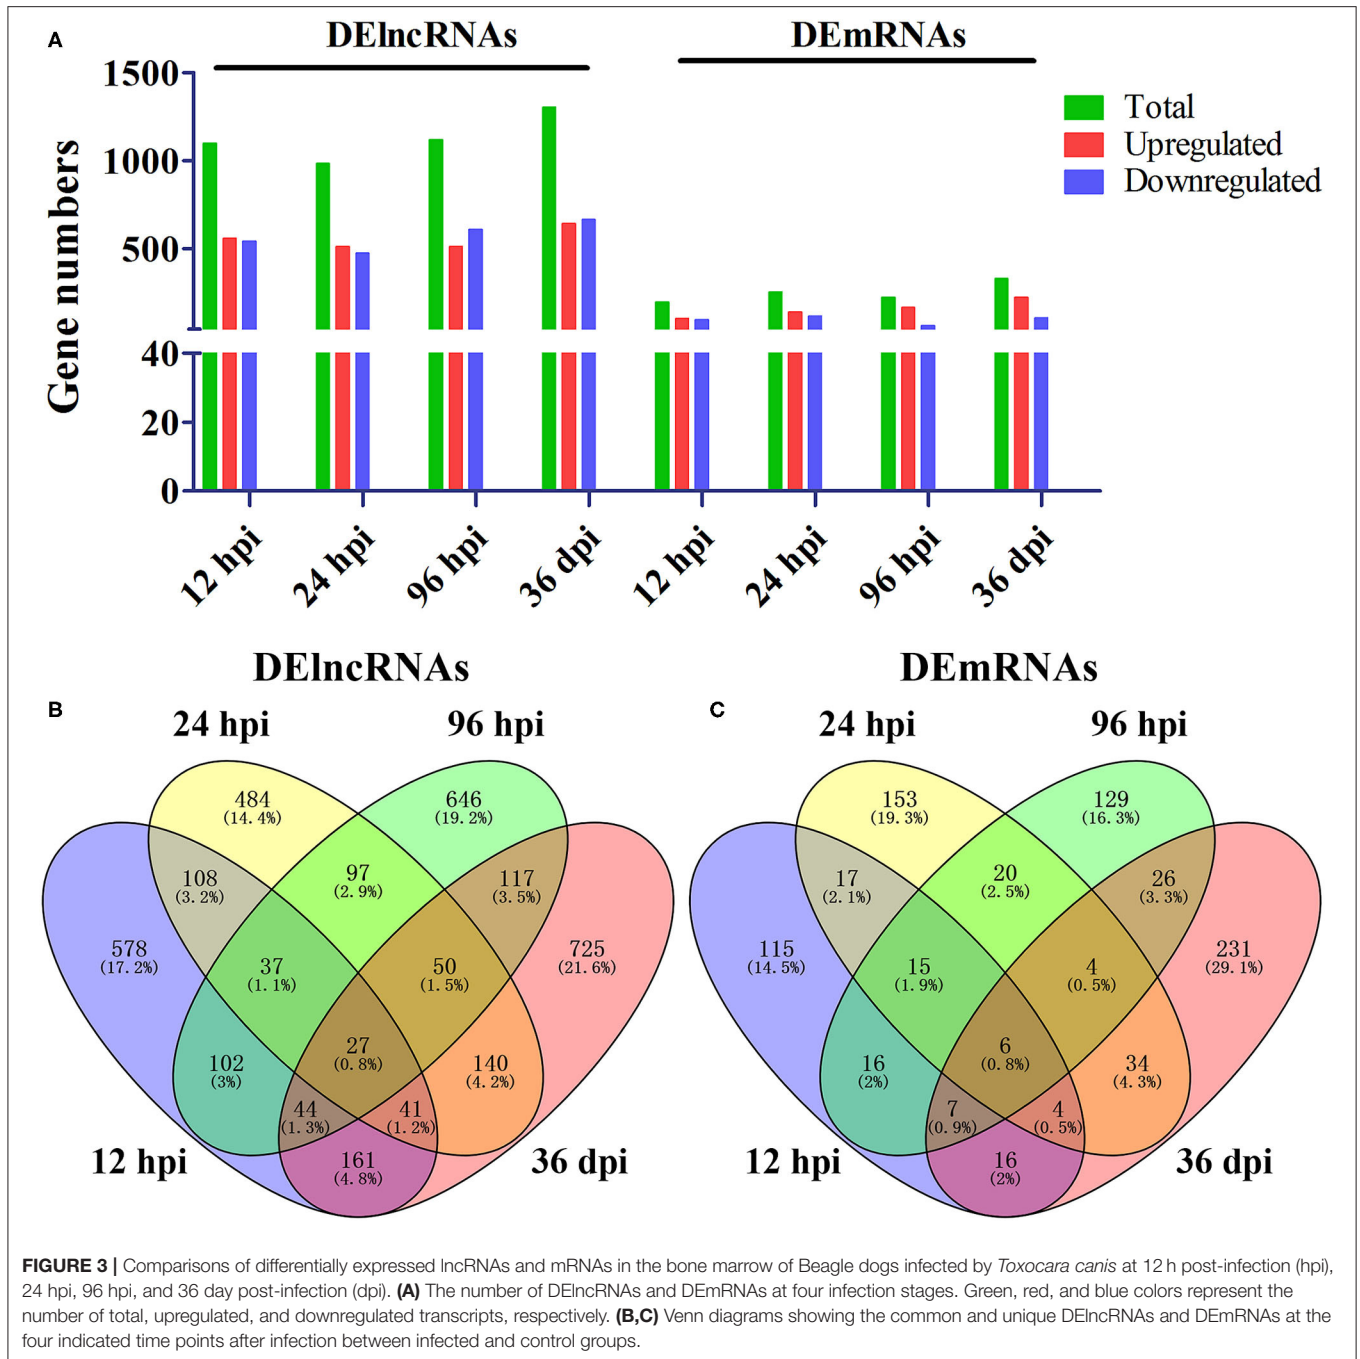 A
DElncRNAs
DEmRNAs
Gene numbers
1500
1000
500
40
20
0
Total
Upregulated
Downregulated
12 hpi
24 hpi
96 hpi
36 dpi
12 hpi
24 hpi
96 hpi
36 dpi
DElncRNAs
B
24 hpi
96 hpi
484
(14.4%)
646
(19.2%)
108
(3.2%)
97
(2.9%)
117
(3.5%)
578
(17.2%)
37
(1.1%)
50
(1.5%)
725
(21.6%)
102
(3%)
27
(0.8%)
140
(4.2%)
44
(1.3%)
41
(1.2%)
161
(4.8%)
12 hpi
36 dpi
DEmRNAs
C
24 hpi
96 hpi
153
(19.3%)
129
(16.3%)
17
(2.1%)
20
(2.5%)
26
(3.3%)
115
(14.5%)
15
(1.9%)
4
(0.5%)
231
(29.1%)
16
(2%)
6
(0.8%)
34
(4.3%)
7
(0.9%)
4
(0.5%)
16
(2%)
12 hpi
36 dpi
FIGURE 3 | Comparisons of differentially expressed lncRNAs and mRNAs in the bone marrow of Beagle dogs infected by Toxocara canis at 12 h post-infection (hpi),
24 hpi, 96 hpi, and 36 day post-infection (dpi). (A) The number of DElncRNAs and DEmRNAs at four infection stages. Green, red, and blue colors represent the
number of total, upregulated, and downregulated transcripts, respectively. (B,C) Venn diagrams showing the common and unique DElncRNAs and DEmRNAs at the
four indicated time points after infection between infected and control groups.